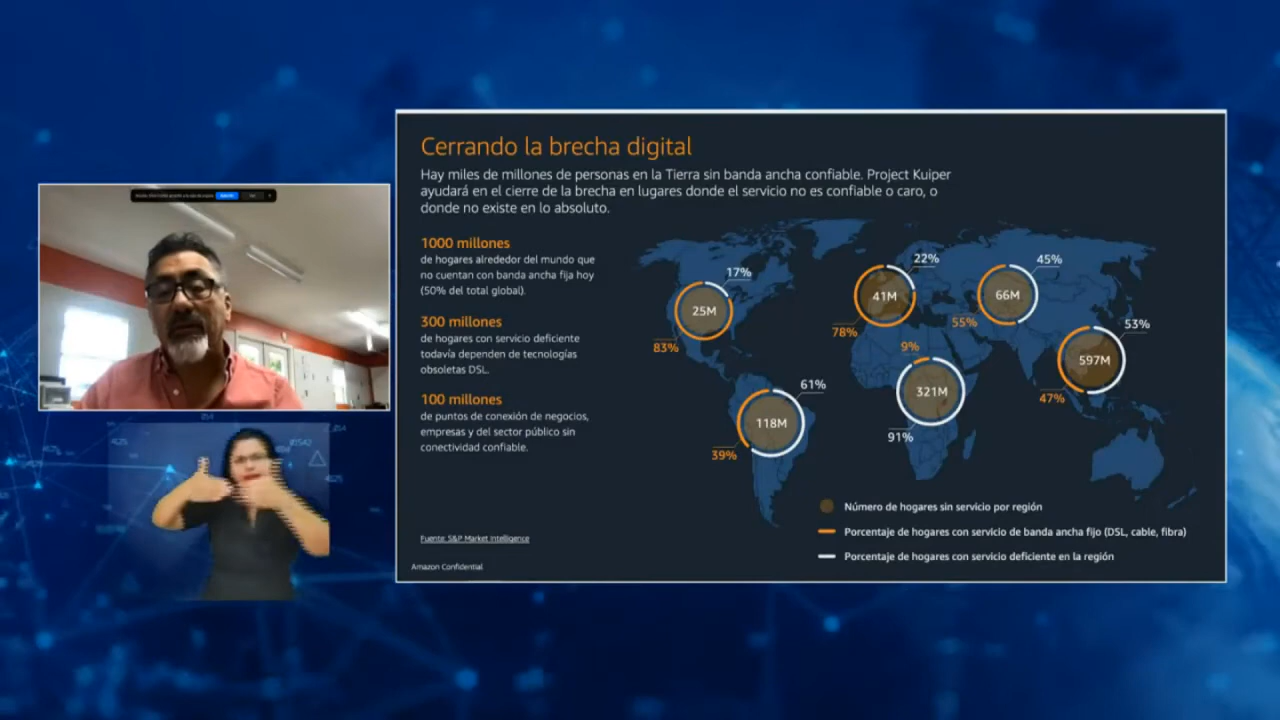 Cerrando la brecha digital
Hay miles de millones de personas en la Tierra sin banda ancha confiable. Project Kuiper
ayudará en el cierre de la brecha en lugares donde el servicio no es confiable o caro, o
donde no existe en lo absoluto.
1000 millones
de hogares alrededor del mundo que
no cuentan con banda ancha fija hoy
(50% del total global).
300 millones
de hogares con servicio deficiente
todavía dependen de tecnologías
obsoletas DSL.
100 millones
de puntos de conexión de negocios,
empresas y del sector público sin
conectividad confiable.
17%
25M
83%
22%
41M
78%
45%
66M
55%
53%
597M
47%
9%
321M
91%
61%
118M
39%
Número de hogares sin servicio por región
Porcentaje de hogares con servicio de banda ancha fijo (DSL, cable, fibra)
Porcentaje de hogares con servicio deficiente en la región
Fuente: S&P Market Intelligence
Amazon Confidential